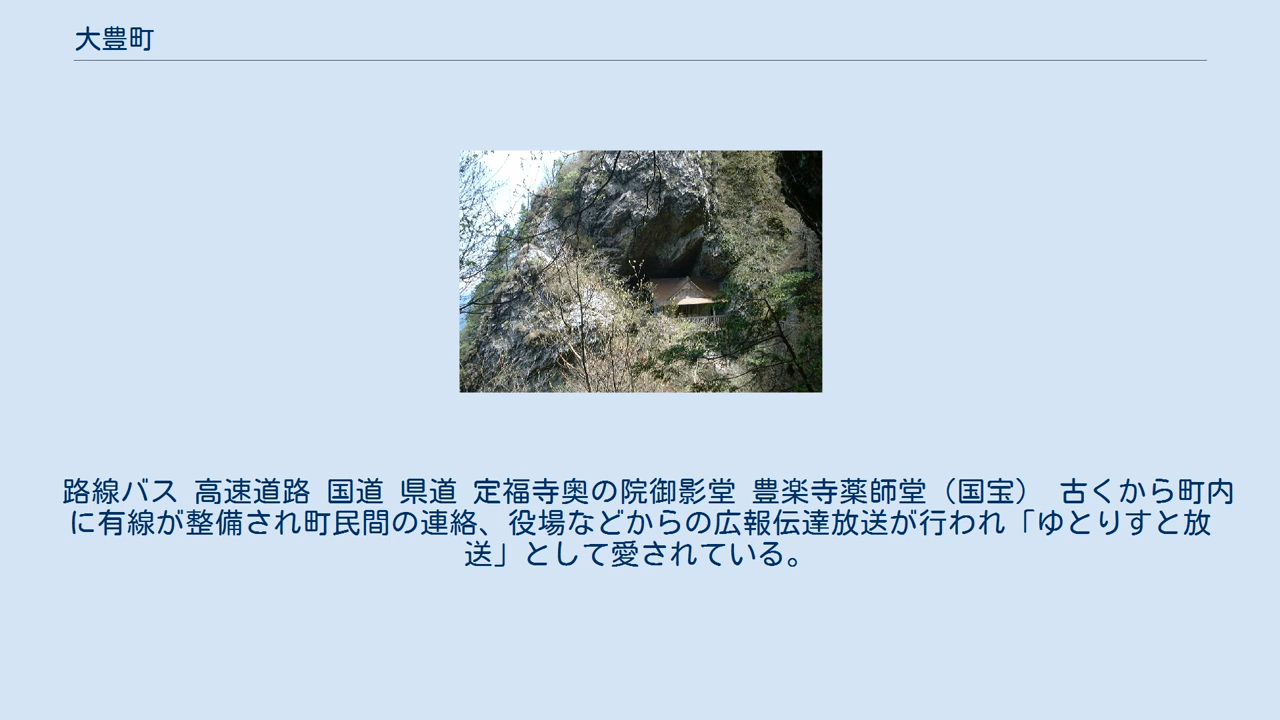 大豊町
路線バス 高速道路 国道 県道 定福寺奥の院御影堂 豊楽寺薬師堂（国宝） 古くから町内
に有線が整備され町民間の連絡、役場などからの広報伝達放送が行われ「ゆとりすと放
送」として愛されている。